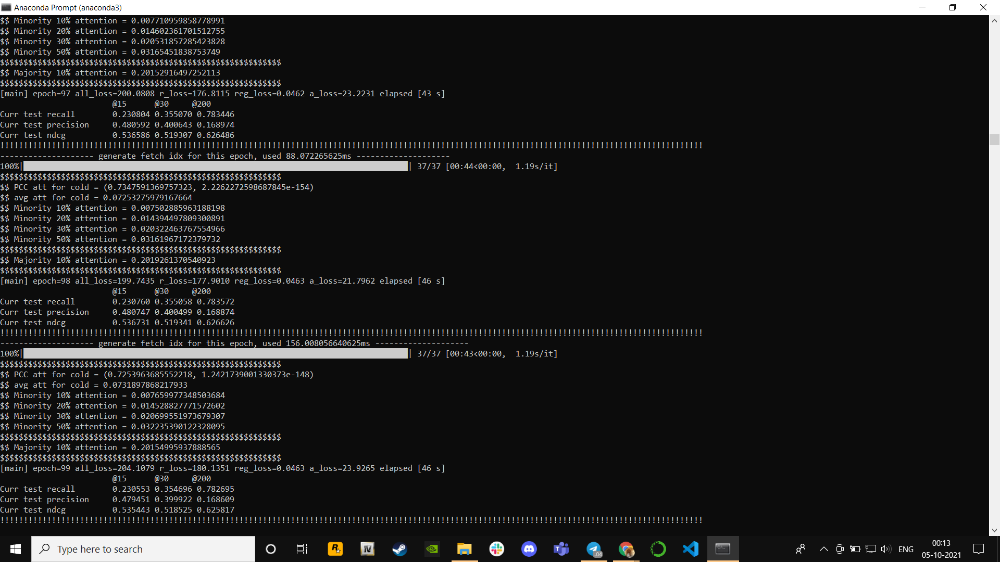 Anaconda Prompt (anaconda3)
$$ Minority 10% attention = 0.007710959858778991
$$ Minority 20% attention = 0.014602361701512755
$$ Minority 30% attention = 0.020531857285423828
$$ Minority 50% attention = 0.03165451838753749
$$$$$$$$$$$$$$$$$$$$$$$$$$$$$$$$$$$$$$$$$$$$$$$$$$$$$$$$$$$$
$$ Majority 10% attention = 0.20152916497252113
$$$$$$$$$$$$$$$$$$$$$$$$$$$$$$$$$$$$$$$$$$$$$$$$$$$$$$$$$$$$
[main] epoch=97 all_loss=200.0808 r_loss=176.8115 reg_loss=0.0462 a_loss=23.2231 elapsed [43 s]
@15 @30 @200
Curr test recall 0.230804 0.355070 0.783446
Curr test precision 0.480592 0.400643 0.168974
Curr test ndcg 0.536586 0.519307 0.626486
!!!!!!!!!!!!!!!!!!!!!!!!!!!!!!!!!!!!!!!!!!!!!!!!!!!!!!!!!!!!!!!!!!!!!!!!!!!!!!!!!!!!!!!!!!!!!!!!!!!!!!!!!!!!!!!!!!!!!!!!!!!!!!!!!!!!!!!!!!!!!!!!!!!!!!
-------------------- generate fetch idx for this epoch, used 88.072265625ms --------------------
100%| | 37/37 [00:44<00:00, 1.19s/it]
$$$$$$$$$$$$$$$$$$$$$$$$$$$$$$$$$$$$$$$$$$$$$$$$$$$$$$$$$$$$
$$ PCC att for cold = (0.7347591369757323, 2.2262272598687845e-154)
$$ avg att for cold = 0.07253275979167664
$$ Minority 10% attention = 0.007502885963188198
$$ Minority 20% attention = 0.014394497809300891
$$ Minority 30% attention = 0.020322463767554966
$$ Minority 50% attention = 0.03161967172379732
$$$$$$$$$$$$$$$$$$$$$$$$$$$$$$$$$$$$$$$$$$$$$$$$$$$$$$$$$$$$
$$ Majority 10% attention = 0.2019261370540923
$$$$$$$$$$$$$$$$$$$$$$$$$$$$$$$$$$$$$$$$$$$$$$$$$$$$$$$$$$$$
[main] epoch=98 all_loss=199.7435 r_loss=177.9010 reg_loss=0.0463 a_loss=21.7962 elapsed [46 s]
@15 @30 @200
Curr test recall 0.230760 0.355058 0.783572
Curr test precision 0.480747 0.400499 0.168874
Curr test ndcg 0.536731 0.519341 0.626626
!!!!!!!!!!!!!!!!!!!!!!!!!!!!!!!!!!!!!!!!!!!!!!!!!!!!!!!!!!!!!!!!!!!!!!!!!!!!!!!!!!!!!!!!!!!!!!!!!!!!!!!!!!!!!!!!!!!!!!!!!!!!!!!!!!!!!!!!!!!!!!!!!!!!!!
-------------------- generate fetch idx for this epoch, used 156.008056640625ms --------------------
100%| | 37/37 [00:43<00:00, 1.19s/it]
$$$$$$$$$$$$$$$$$$$$$$$$$$$$$$$$$$$$$$$$$$$$$$$$$$$$$$$$$$$$
$$ PCC att for cold = (0.7253963685552218, 1.2421739001330373e-148)
$$ avg att for cold = 0.0731897868217933
$$ Minority 10% attention = 0.007659977348503684
$$ Minority 20% attention = 0.014528827771572602
$$ Minority 30% attention = 0.020699551973679307
$$ Minority 50% attention = 0.032235390122328095
$$$$$$$$$$$$$$$$$$$$$$$$$$$$$$$$$$$$$$$$$$$$$$$$$$$$$$$$$$$$
$$ Majority 10% attention = 0.20154995937888565
$$$$$$$$$$$$$$$$$$$$$$$$$$$$$$$$$$$$$$$$$$$$$$$$$$$$$$$$$$$$
[main] epoch=99 all_loss=204.1079 r_loss=180.1351 reg_loss=0.0463 a_loss=23.9265 elapsed [46 s]
@15 @30 @200
Curr test recall 0.230553 0.354696 0.782695
Curr test precision 0.479451 0.399922 0.168609
Curr test ndcg 0.535443 0.518525 0.625817
!!!!!!!!!!!!!!!!!!!!!!!!!!!!!!!!!!!!!!!!!!!!!!!!!!!!!!!!!!!!!!!!!!!!!!!!!!!!!!!!!!!!!!!!!!!!!!!!!!!!!!!!!!!!!!!!!!!!!!!!!!!!!!!!!!!!!!!!!!!!!!!!!!!!!!
Type here to search
ENG
00:13
05-10-2021